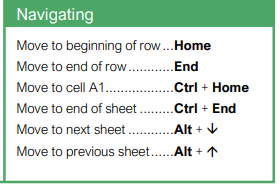 Navigating
Move to beginning of row...Home
Move to end of row............End
Move to cell A1..................Ctrl + Home
Move to end of sheet .........Ctrl + End
Move to next sheet ............Alt + ↓
Move to previous sheet......Alt + ↑